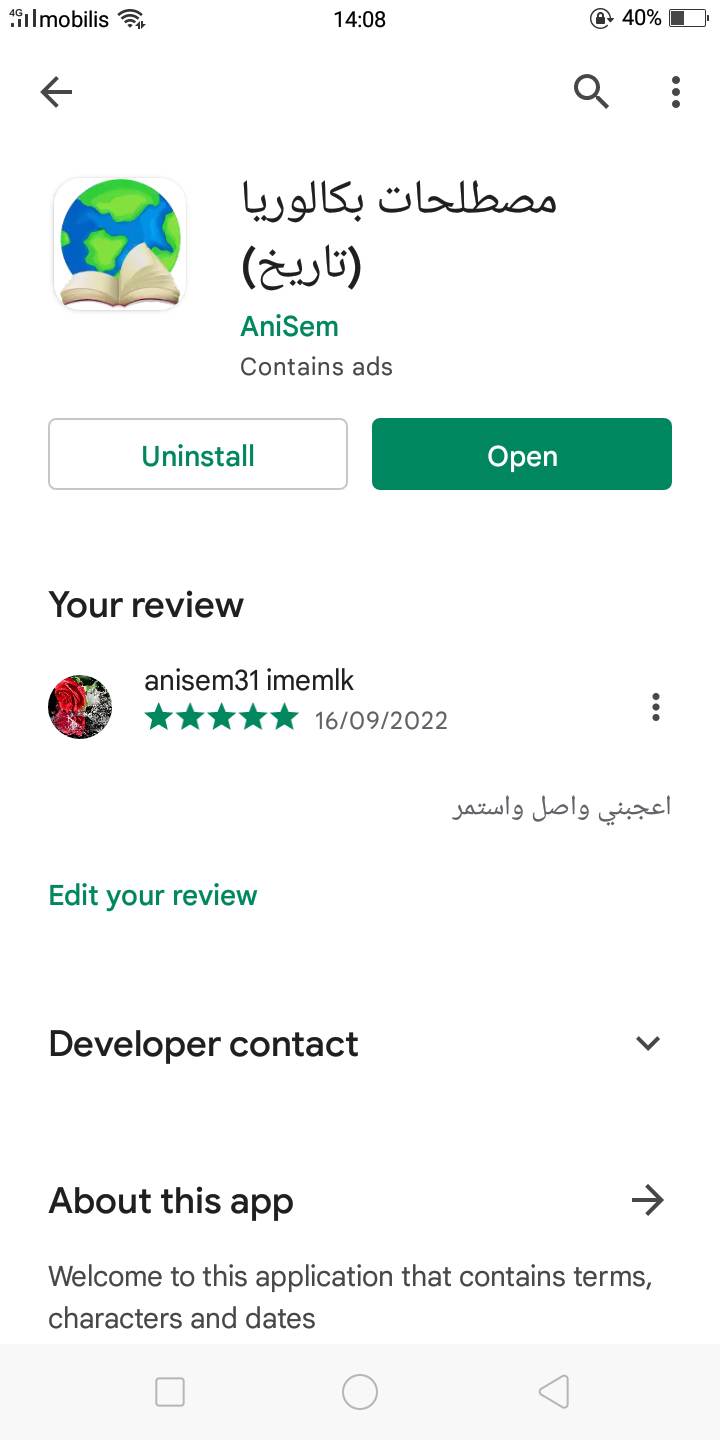 4G mobilis 14:08 40%
مصطلحات بكالوريا
(تاريخ)
AniSem
Contains ads
Uninstall Open
Your review
anisem31 imemlk
16/09/2022
اعجبني واصل واستمر
Edit your review
Developer contact
About this app
Welcome to this application that contains terms,
characters and dates